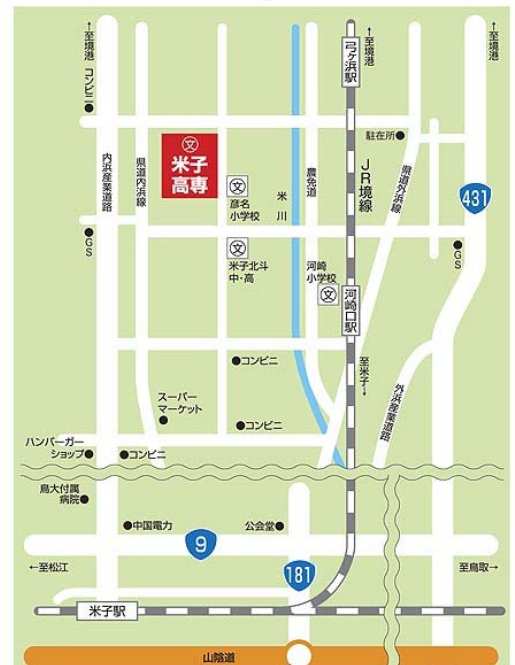 ←至境港
コンビニ
弓ヶ浜駅
←至境港
←至境港
駐在所
文
米子
高専
内浜産業道路
県道内浜線
文
彦名
小学校
米川
農免道
JR境線
県道外浜線
431
GS
文
米子北斗
中・高
河崎
小学校
文
河崎口駅
GS
コンビニ
至米子→
スーパー
マーケット
外浜産業道路
コンビニ
ハンバーガー
ショップ
コンビニ
鳥大付属
病院
中国電力
公会堂
9
181
←至松江
至鳥取→
米子駅
山陰道